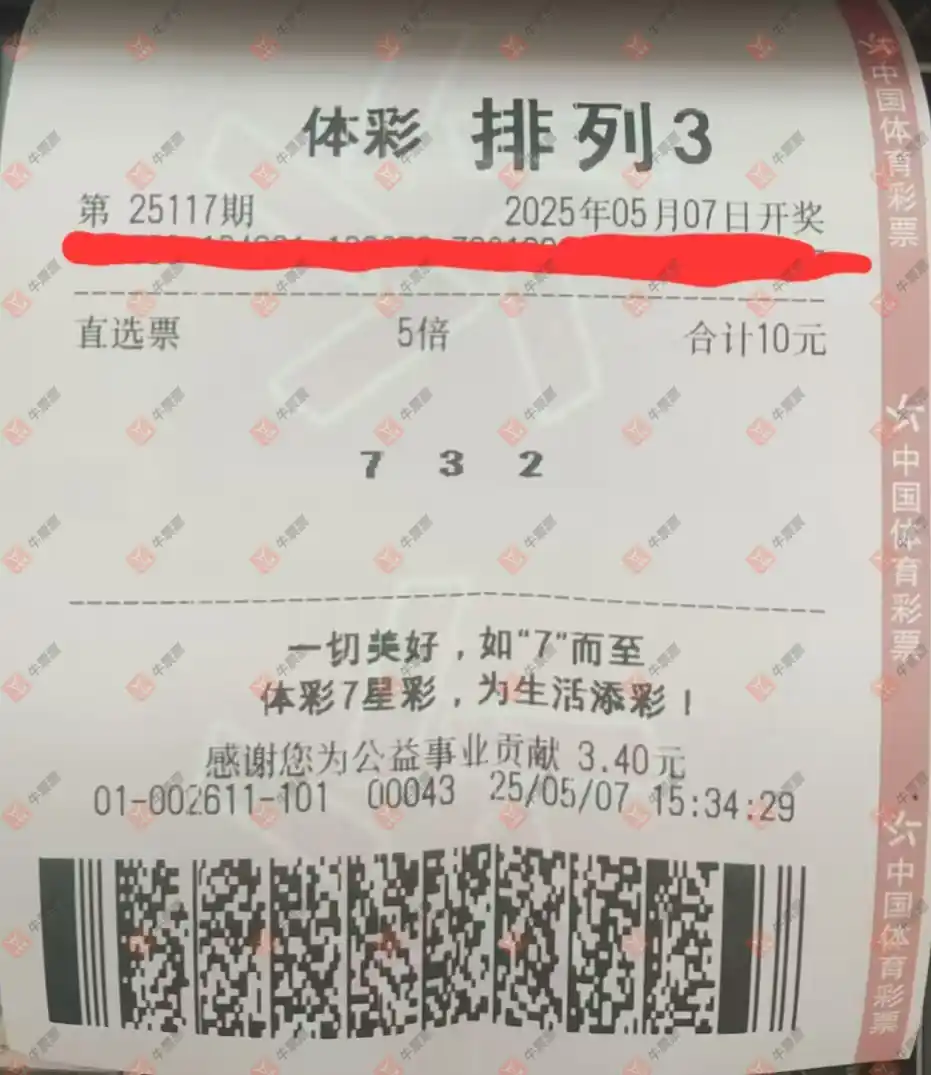 体彩 排列3
第 25117期 2025年05月07日开奖
直选票 5倍 合计10元
7 3 2
一切美好，如“7”而至
体彩7星彩，为生活添彩！
感谢您为公益事业贡献 3.40元
01-002611-101 00043 25/05/07 15:34:29
中国体育彩票
中国体育彩票
中国体育彩票
牛票票